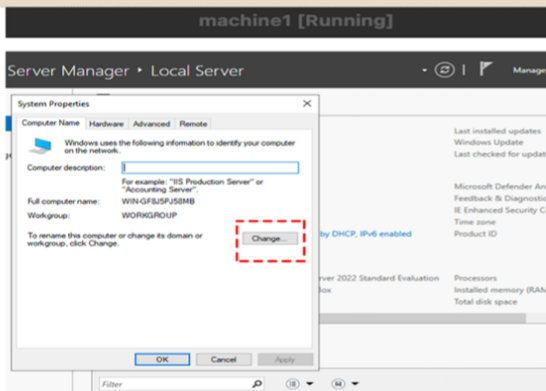 machine1 [Running]
Server Manager • Local Server
Manage
System Properties
Computer Name Hardware Advanced Remote
Windows uses the following information to identify your computer
on the network.
Computer description:
For example: "IIS Production Server" or
"Accounting Server".
Full computer name: WIN-GF8J5PJ58MB
Workgroup: WORKGROUP
To rename this computer or change its domain or
workgroup, click Change.
Change...
OK Cancel Apply
Last installed updates
Windows Update
Last checked for updat
Microsoft Defender An
Feedback & Diagnostic
IE Enhanced Security C
Time zone
by DHCP, IPv6 enabled Product ID
rver 2022 Standard Evaluation Processors
ox Installed memory (RAM
Total disk space
Filter